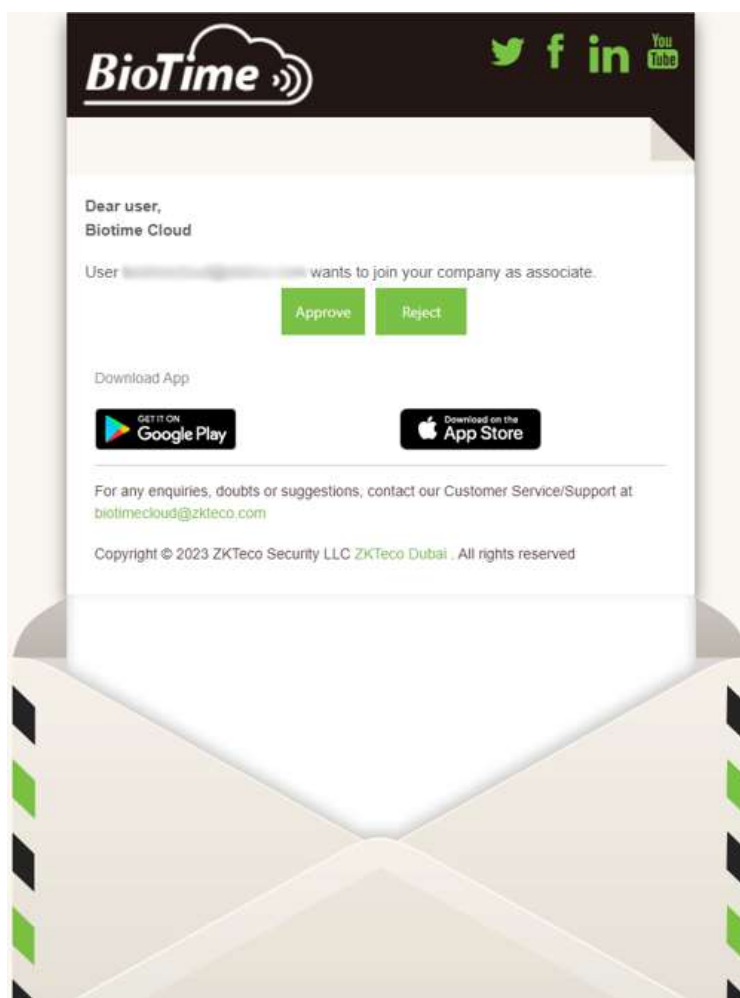 BioTime
You
Tube
Dear user,
Biotime Cloud
User wants to join your company as associate.
Approve
Reject
Download App
GET IT ON
Google Play
Download on the
App Store
For any enquiries, doubts or suggestions, contact our Customer Service/Support at
biotimecloud@zkteco.com
Copyright © 2023 ZKTeco Security LLC ZKTeco Dubai . All rights reserved